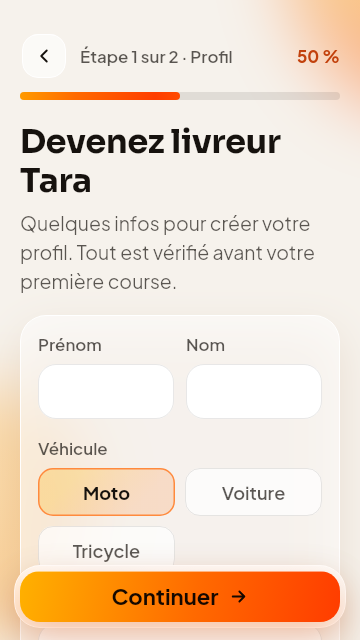 Étape 1 sur 2 · Profil
50 %
Devenez livreur
Tara
Quelques infos pour créer votre
profil. Tout est vérifié avant votre
première course.
Prénom
Nom
Véhicule
Moto
Voiture
Tricycle
Continuer →